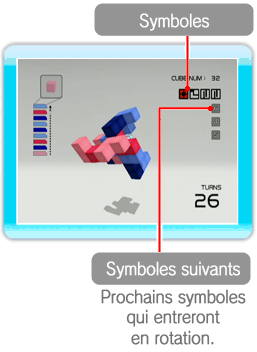 Symboles
CUBE NUM : 32
TURNS
26
Symboles suivants
Prochains symboles
qui entreront
en rotation.